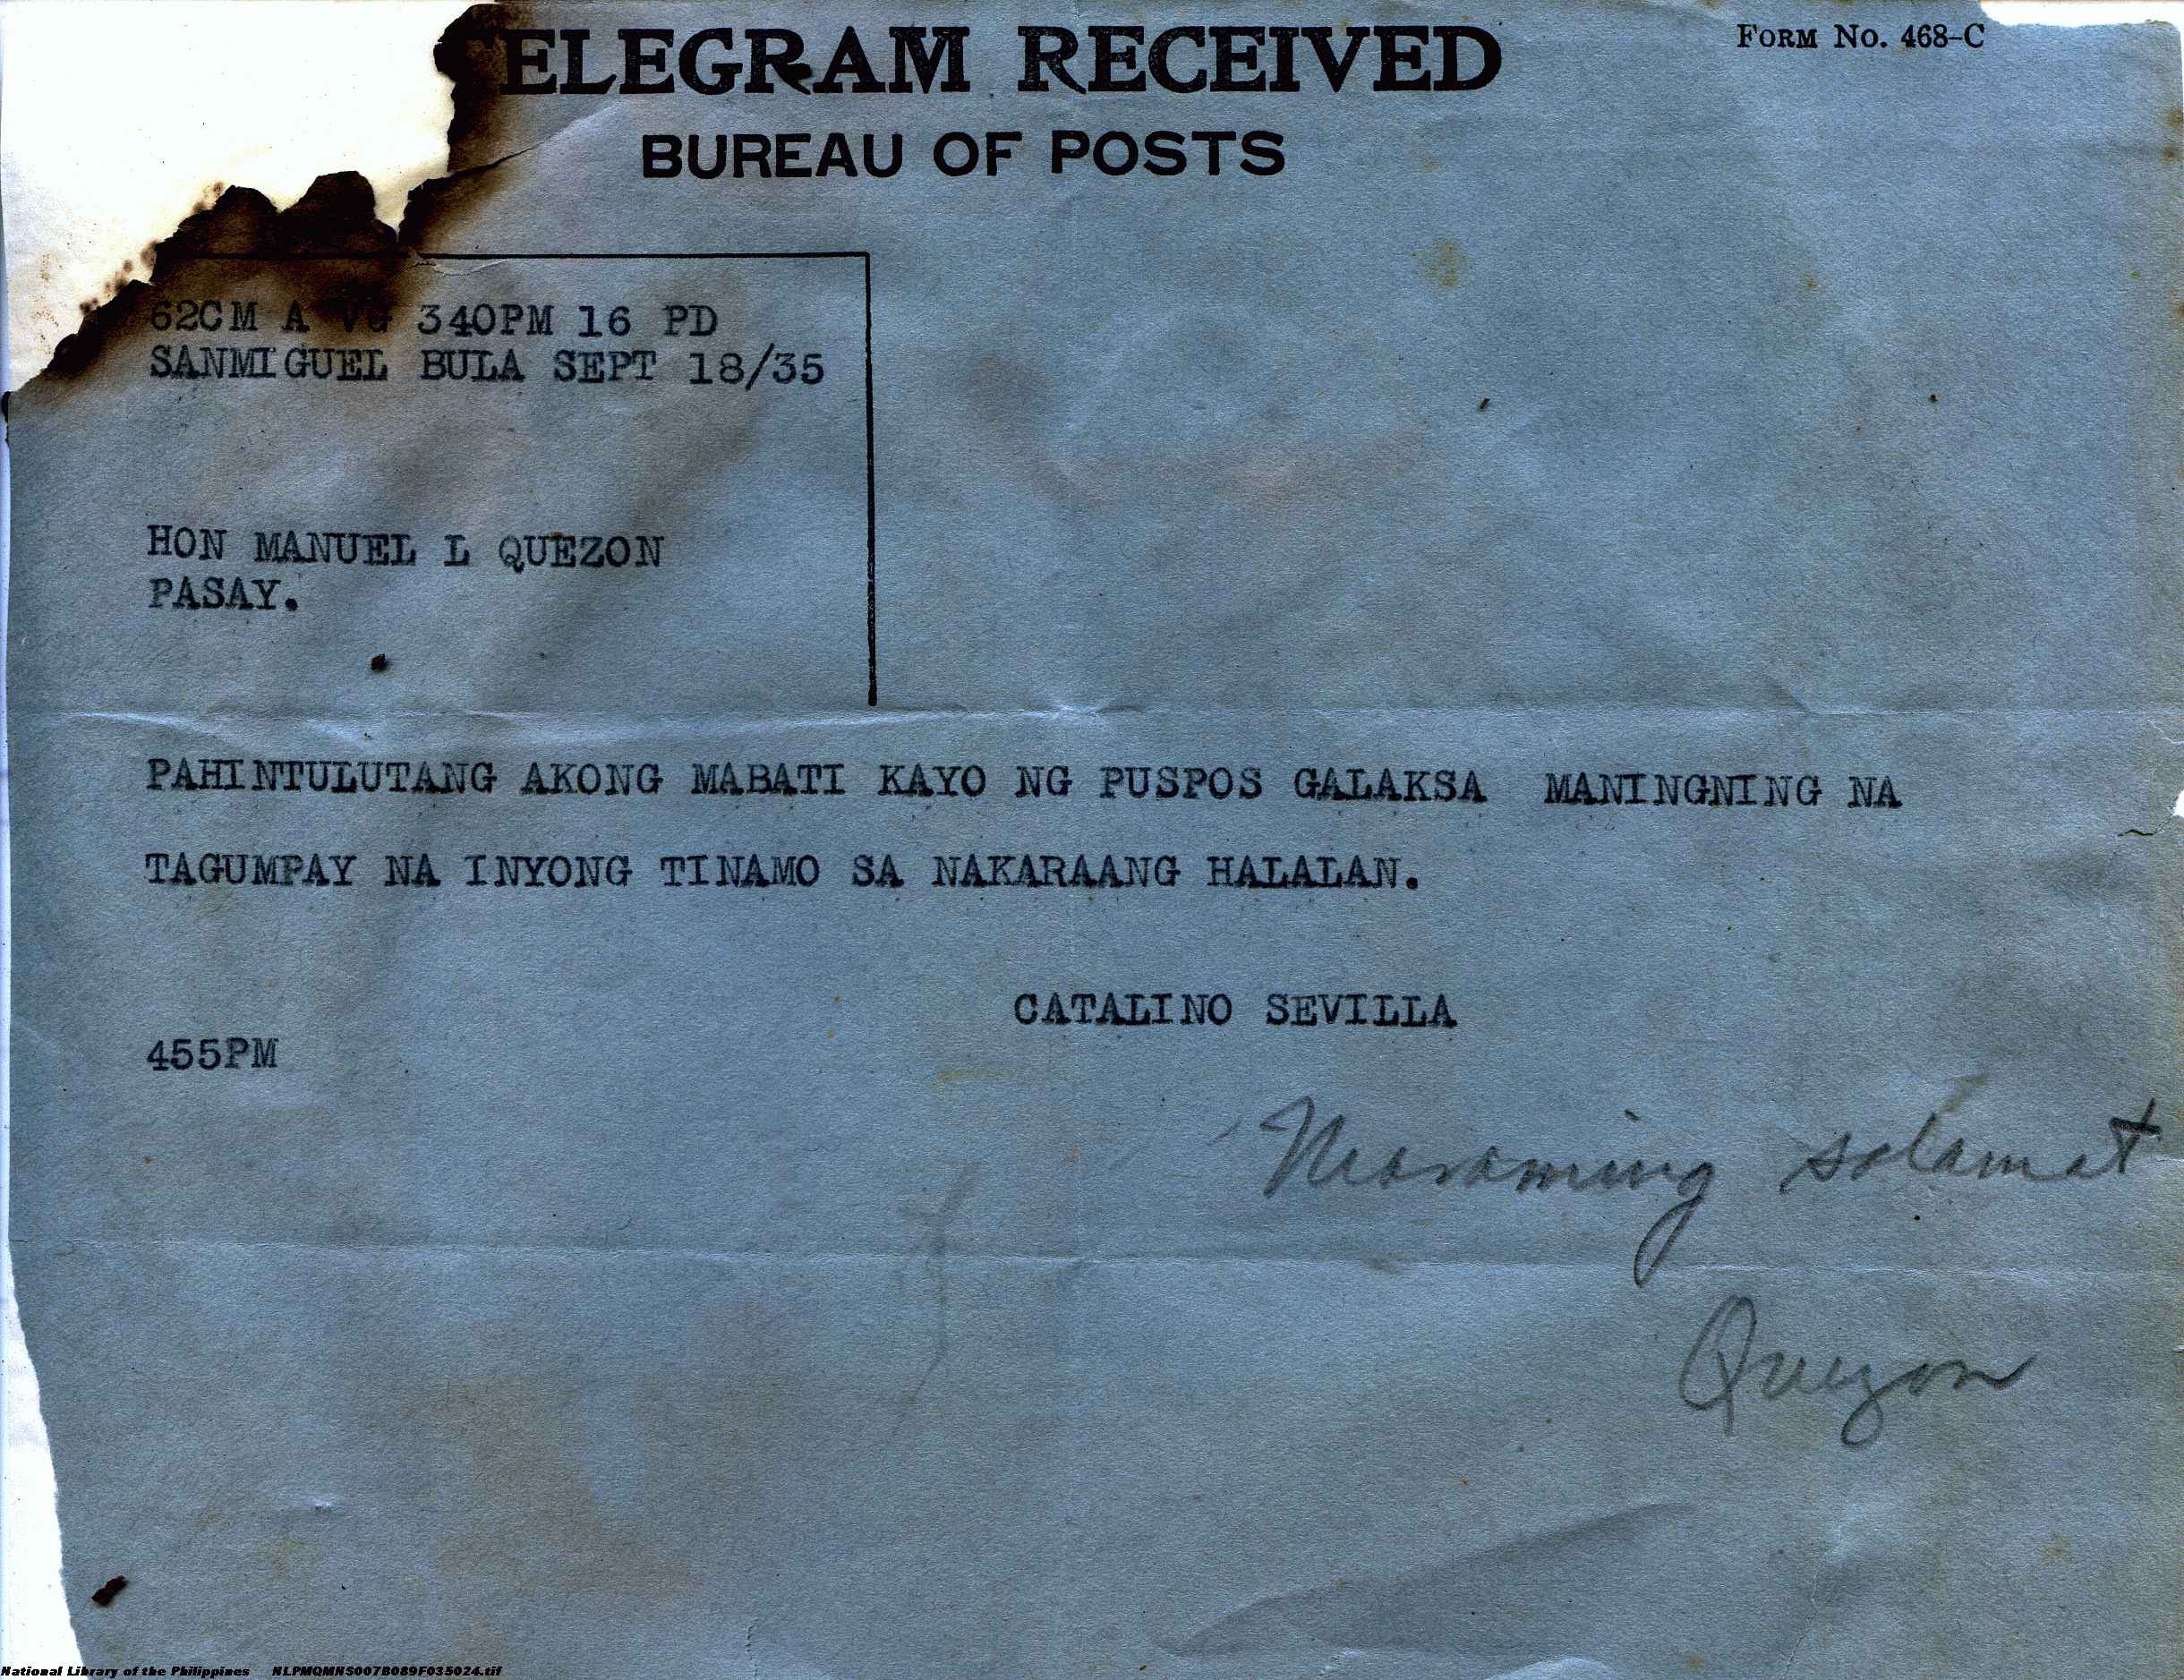 ELEGRAM RECEIVED
FORM NO. 468-C
BUREAU OF POSTS
62CM A VG 340PM 16 PD
SANMIGUEL BULA SEPT 18/35
HON MANUEL L QUEZON
PASAY.
PAHINTULUTANG AKONG MABATI KAYO NG PUSPOS GALAKSA MANINGNING NA
TAGUMPAY NA INYONG TINAMO SA NAKARAANG HALALAN.
CATALINO SEVILLA
455PM
Maraming salamat
Quezon
National Library of the Philippines NLPMQMNS007B089F035024.tif